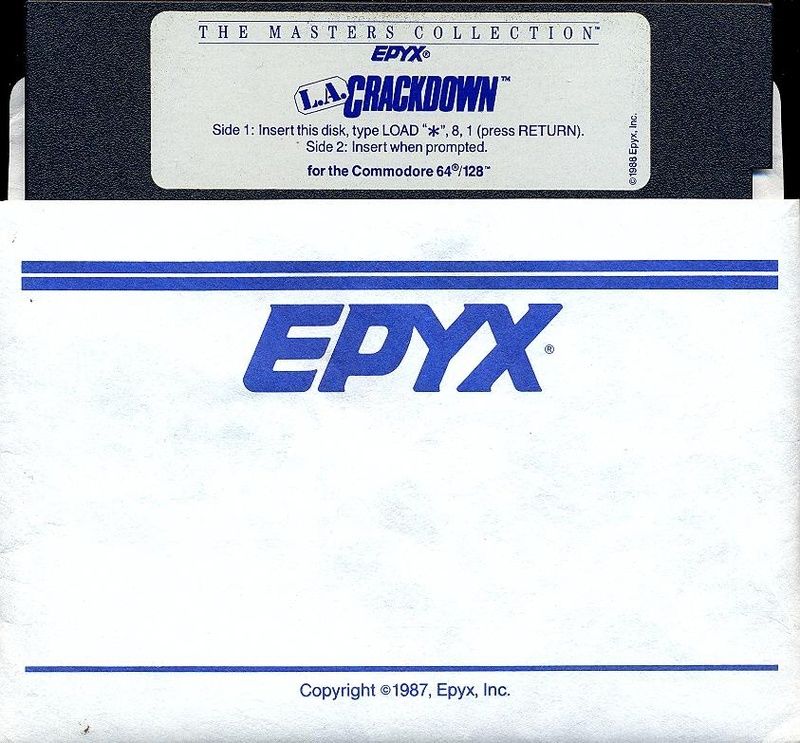 THE MASTERS COLLECTION™
EPYX®
L.A. CRACKDOWN™
Side 1: Insert this disk, type LOAD "*", 8, 1 (press RETURN).
Side 2: Insert when prompted.
for the Commodore 64®/128™
©1988 Epyx, Inc.
EPYX®
Copyright ©1987, Epyx, Inc.